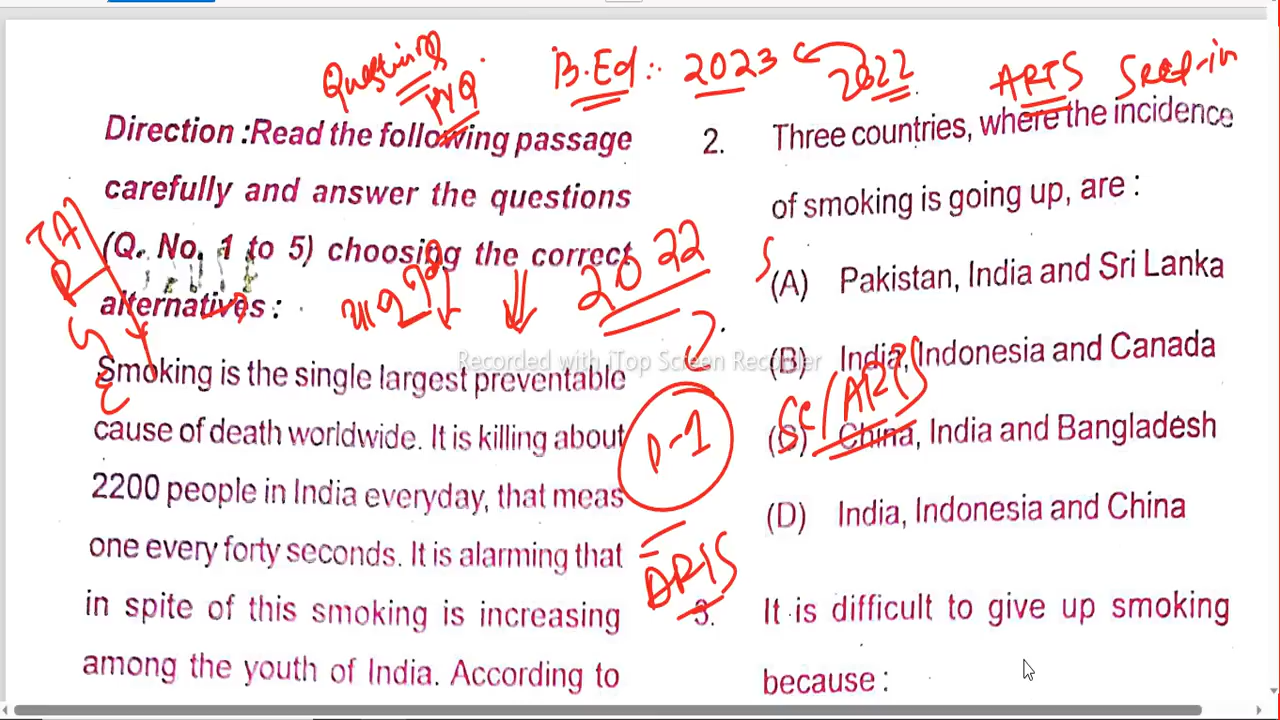 Questiong
PYQ
B.Ed :. 2023
2022
ARTS
Direction :Read the following passage
carefully and answer the questions
(Q. No. 1 to 5) choosing the correct
alternatives :
2022
Recorded with iTop Screen Recorder
Smoking is the single largest preventable
cause of death worldwide. It is killing about
2200 people in India everyday, that meas
one every forty seconds. It is alarming that
in spite of this smoking is increasing
among the youth of India. According to
ARTS
2. Three countries, where the incidence
of smoking is going up, are :
(A) Pakistan, India and Sri Lanka
(B) India, Indonesia and Canada
ARTS
(C) China, India and Bangladesh
(D) India, Indonesia and China
3. It is difficult to give up smoking
because :